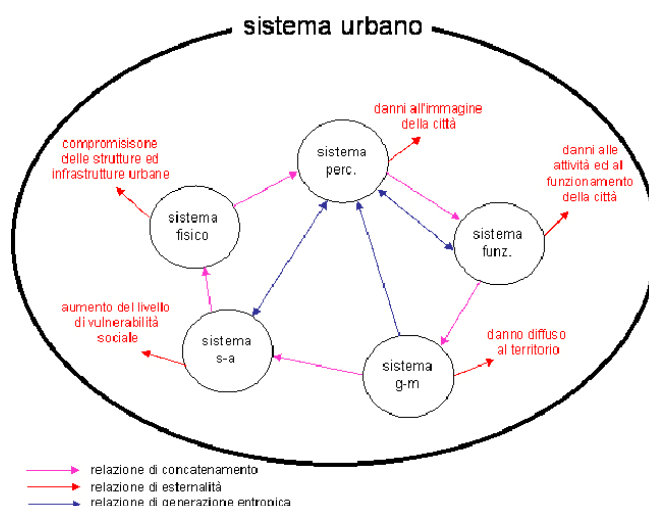 sistema urbano
danni all'immagine
della città
compromisisone
delle strutture ed
infrastrutture urbane
danni alle
attività ed al
funzionamento
della città
sistema
perc.
sistema
fisico
sistema
funz.
aumento del livello
di vulnerabilità
sociale
sistema
s-a
sistema
g-m
danno diffuso
al territorio
relazione di concatenamento
relazione di esternalità
relazione di generazione entropica